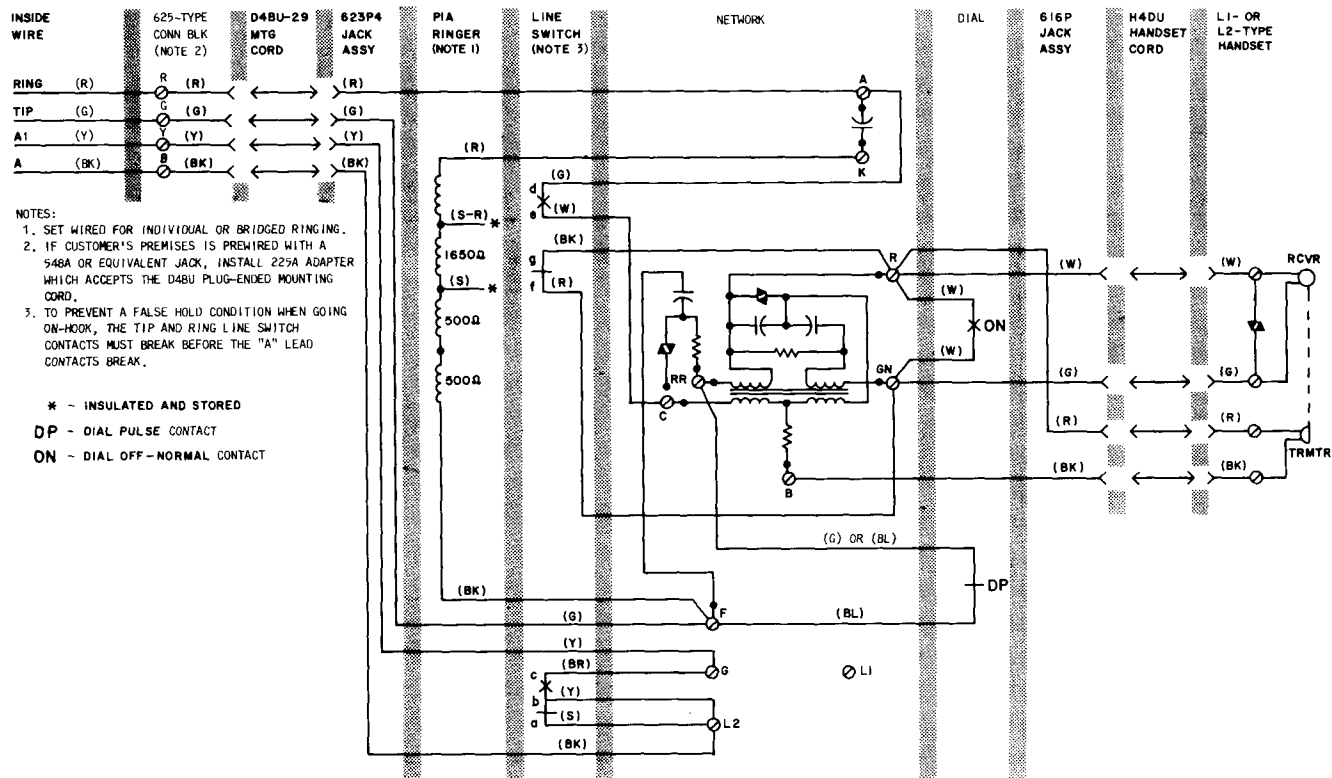 INSIDE WIRE
625-TYPE CONN BLK (NOTE 2)
D4BU-29 MTG CORD
623P4 JACK ASSY
P1A RINGER (NOTE 1)
LINE SWITCH (NOTE 3)
NETWORK
DIAL
616P JACK ASSY
H4DU HANDSET CORD
L1- OR L2-TYPE HANDSET
RING (R) R (R) (R)
TIP (G) G (G) (G)
A1 (Y) Y (Y) (Y)
A (BK) B (BK) (BK)
NOTES:
1. SET WIRED FOR INDIVIDUAL OR BRIDGED RINGING.
2. IF CUSTOMER'S PREMISES IS PREWIRED WITH A
548A OR EQUIVALENT JACK, INSTALL 225A ADAPTER
WHICH ACCEPTS THE D4BU PLUG-ENDED MOUNTING
CORD.
3. TO PREVENT A FALSE HOLD CONDITION WHEN GOING
ON-HOOK, THE TIP AND RING LINE SWITCH
CONTACTS MUST BREAK BEFORE THE "A" LEAD
CONTACTS BREAK.
* - INSULATED AND STORED
DP - DIAL PULSE CONTACT
ON - DIAL OFF-NORMAL CONTACT
A
(R)
K
(G)
d
(S-R) *
e (W)
(BK)
1650Ω
g
R
(W)
(W)
RCVR
(S) *
f (R)
(W)
500Ω
ON
(W)
500Ω
RR
GN
(G)
(G)
C
(R)
(R)
TRMTR
B
(BK)
(BK)
(G) OR (BL)
DP
(BK)
F
(G)
(BL)
(Y)
c (BR)
G
L1
b (Y)
a (S)
L2
(BK)